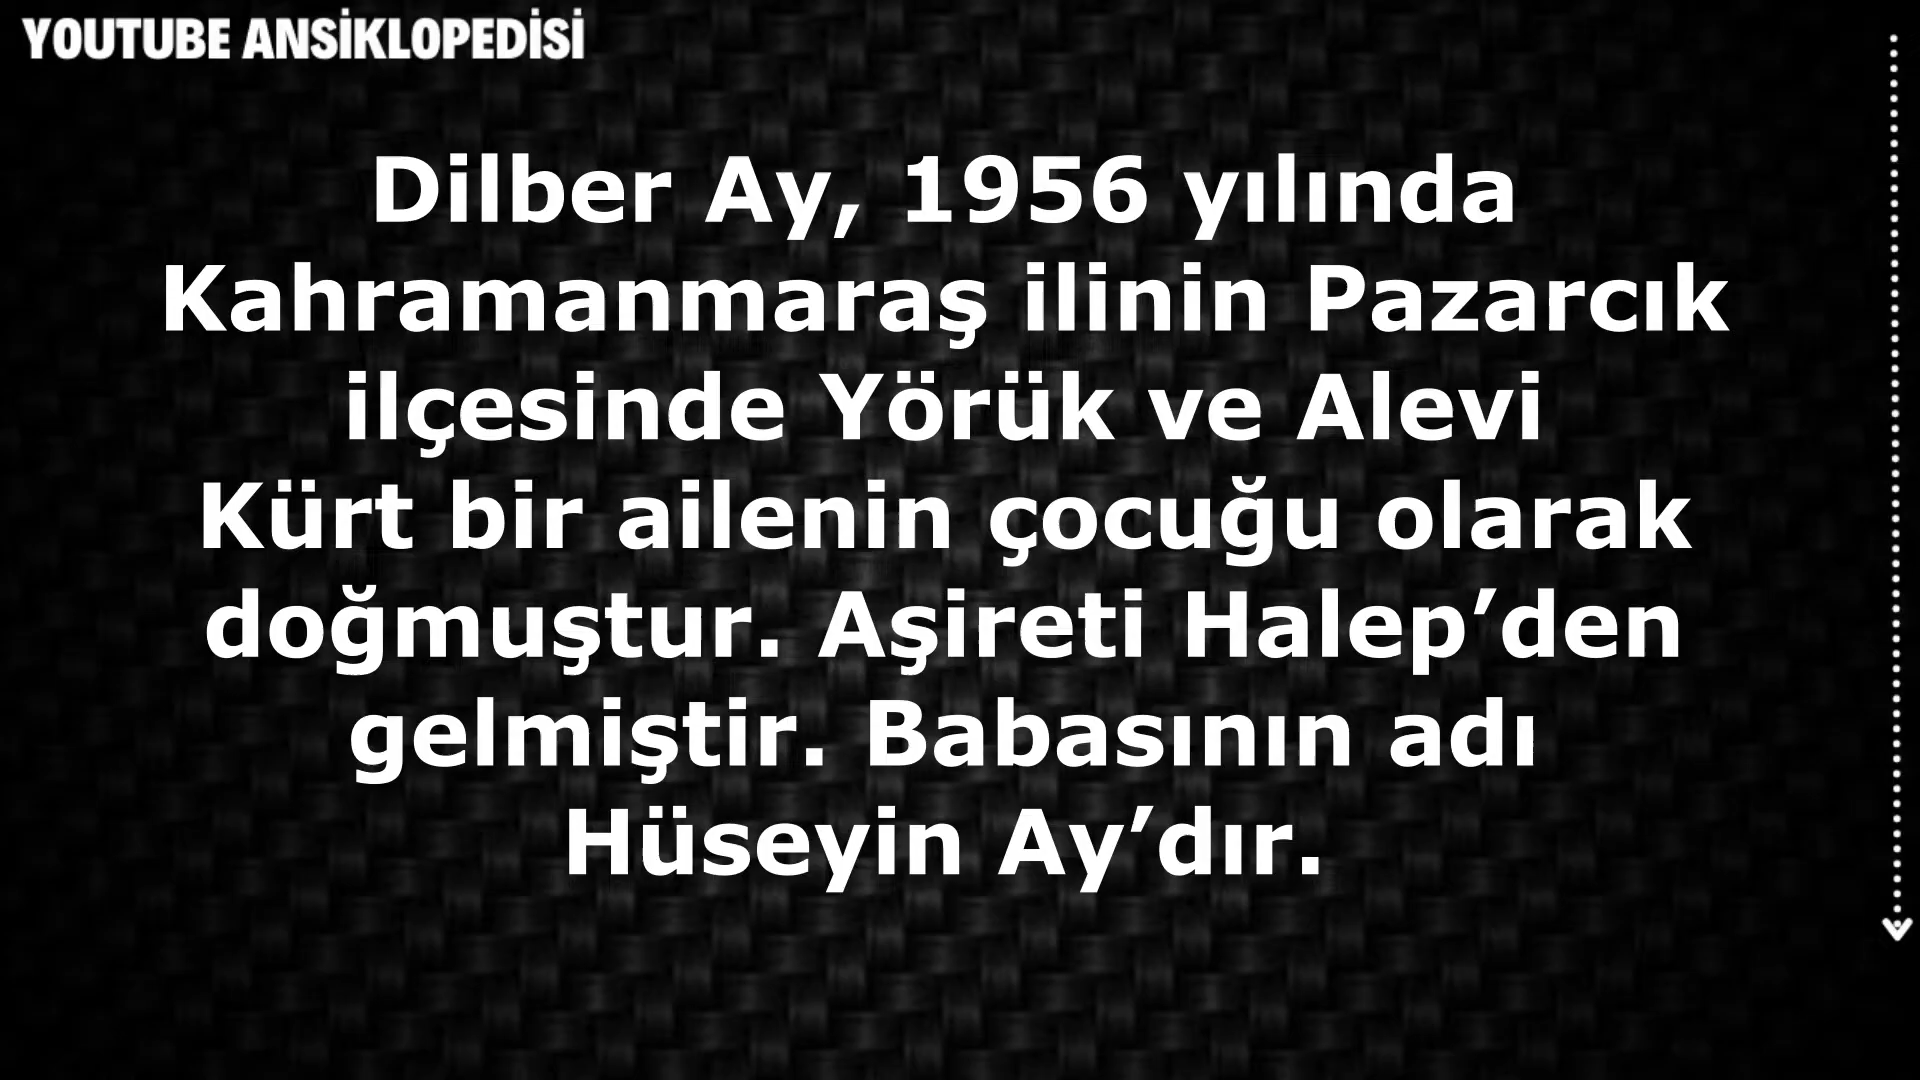 YOUTUBE ANSİKLOPEDİSİ
Dilber Ay, 1956 yılında
Kahramanmaraş ilinin Pazarcık
ilçesinde Yörük ve Alevi
Kürt bir ailenin çocuğu olarak
doğmuştur. Aşireti Halep’den
gelmiştir. Babasının adı
Hüseyin Ay’dır.